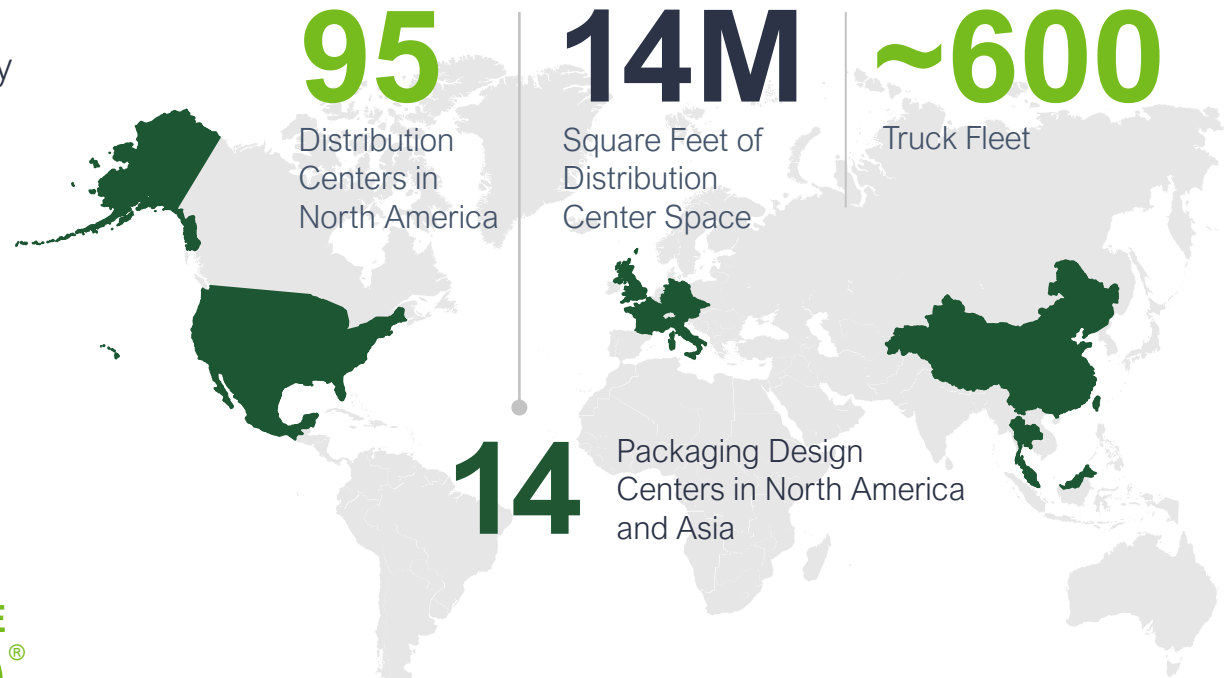 y
95
Distribution
Centers in
North America
14M
Square Feet of
Distribution
Center Space
~600
Truck Fleet
14
Packaging Design
Centers in North America
and Asia
E
®